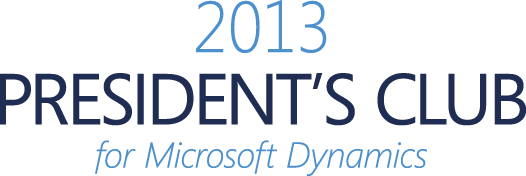 2013
PRESIDENT'S CLUB
for Microsoft Dynamics